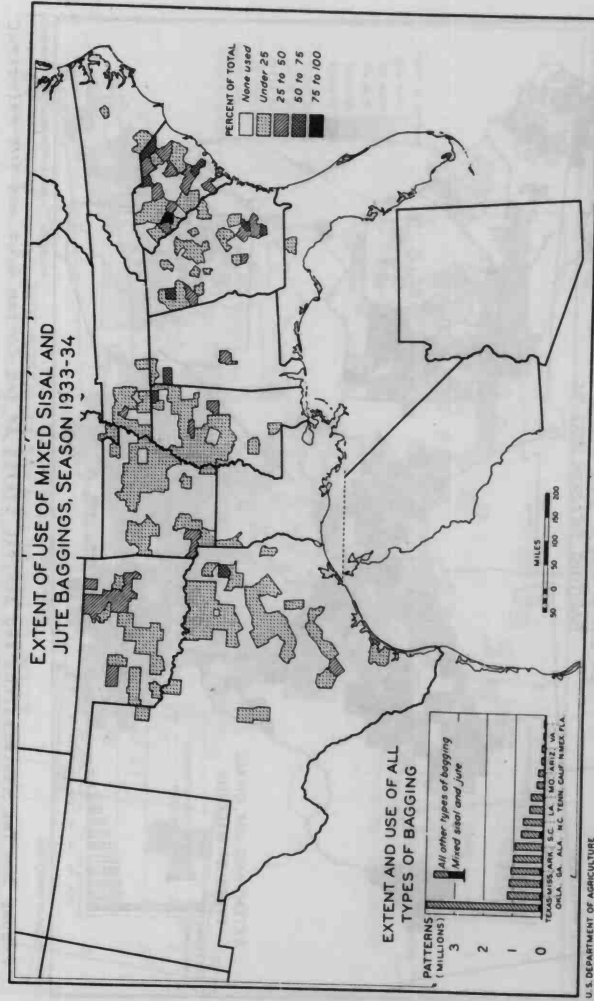 EXTENT OF USE OF MIXED SISAL AND
JUTE BAGGINGS, SEASON 1933-34
PERCENT OF TOTAL
None used
Under 25
25 to 50
50 to 75
75 to 100
MILES
50 0 50 100 150 200
EXTENT AND USE OF ALL
TYPES OF BAGGING
PATTERNS
(MILLIONS)
All other types of bagging
Mixed sisal and jute
3
2
1
0
TEXAS MISS. ARK. S.C. LA. MO. ARIZ. VA.
OKLA. GA. ALA. N.C. TENN. CALIF. N.MEX. FLA.
U.S. DEPARTMENT OF AGRICULTURE